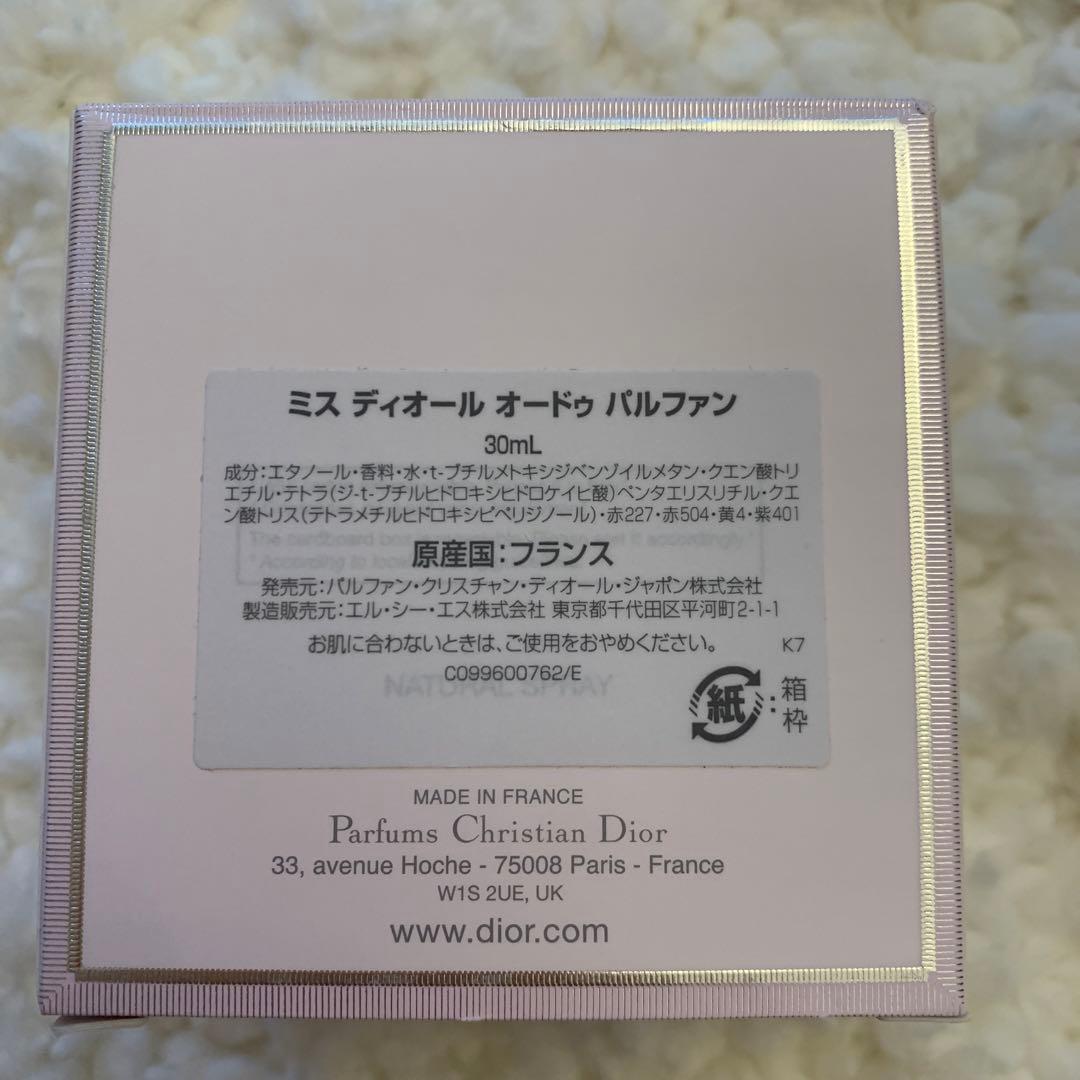 ミス ディオール オードゥ パルファン
30mL
成分:エタノール・香料・水・t-ブチルメトキシジベンゾイルメタン・クエン酸トリ
エチル・テトラ(ジ-t-ブチルヒドロキシヒドロケイヒ酸)ペンタエリスリチル・クエ
ン酸トリス(テトラメチルヒドロキシピペリジノール)・赤227・赤504・黄4・紫401
The cardboard box
it accordingly.
* According to local
原産国:フランス
発売元:パルファン・クリスチャン・ディオール・ジャポン株式会社
製造販売元:エル・シー・エス株式会社 東京都千代田区平河町2-1-1
お肌に合わないときは、ご使用をおやめください。 K7
C099600762/E
NATURAL SPRAY
紙:箱
枠
MADE IN FRANCE
Parfums Christian Dior
33, avenue Hoche - 75008 Paris - France
W1S 2UE, UK
www.dior.com